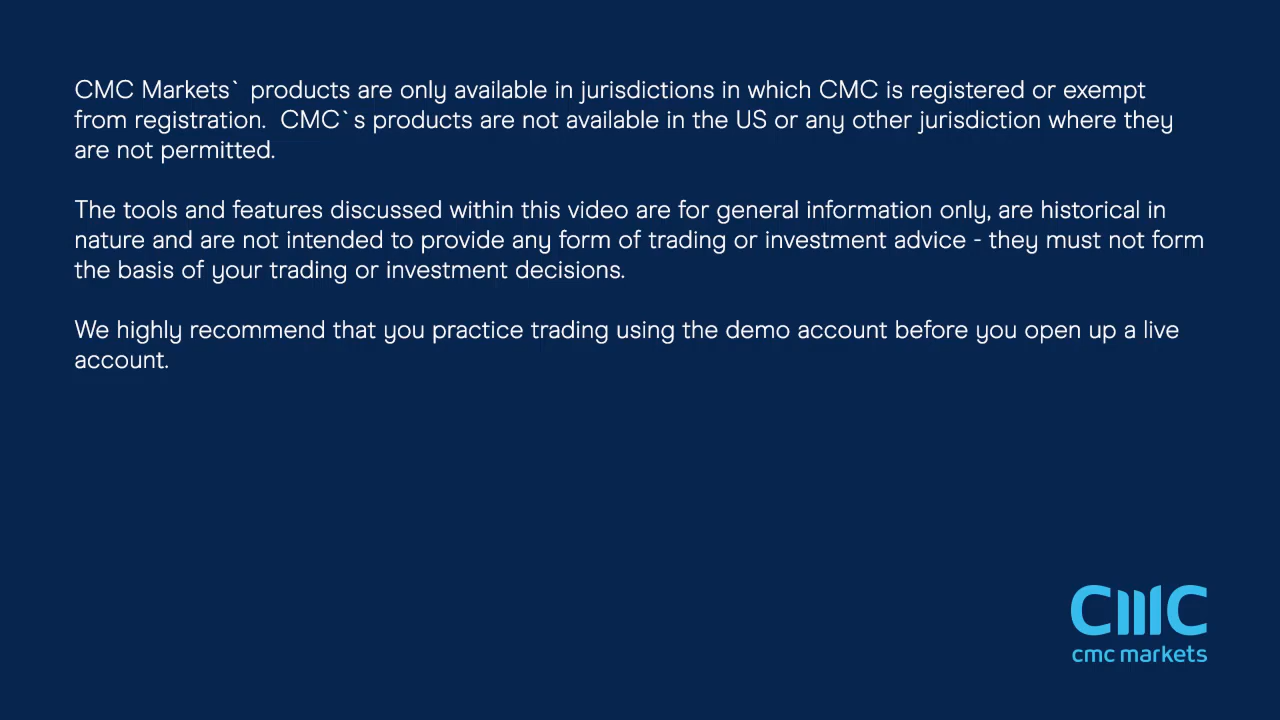 CMC Markets` products are only available in jurisdictions in which CMC is registered or exempt
from registration.  CMC`s products are not available in the US or any other jurisdiction where they
are not permitted.
The tools and features discussed within this video are for general information only, are historical in
nature and are not intended to provide any form of trading or investment advice - they must not form
the basis of your trading or investment decisions.
We highly recommend that you practice trading using the demo account before you open up a live
account.
CMC
cmc markets